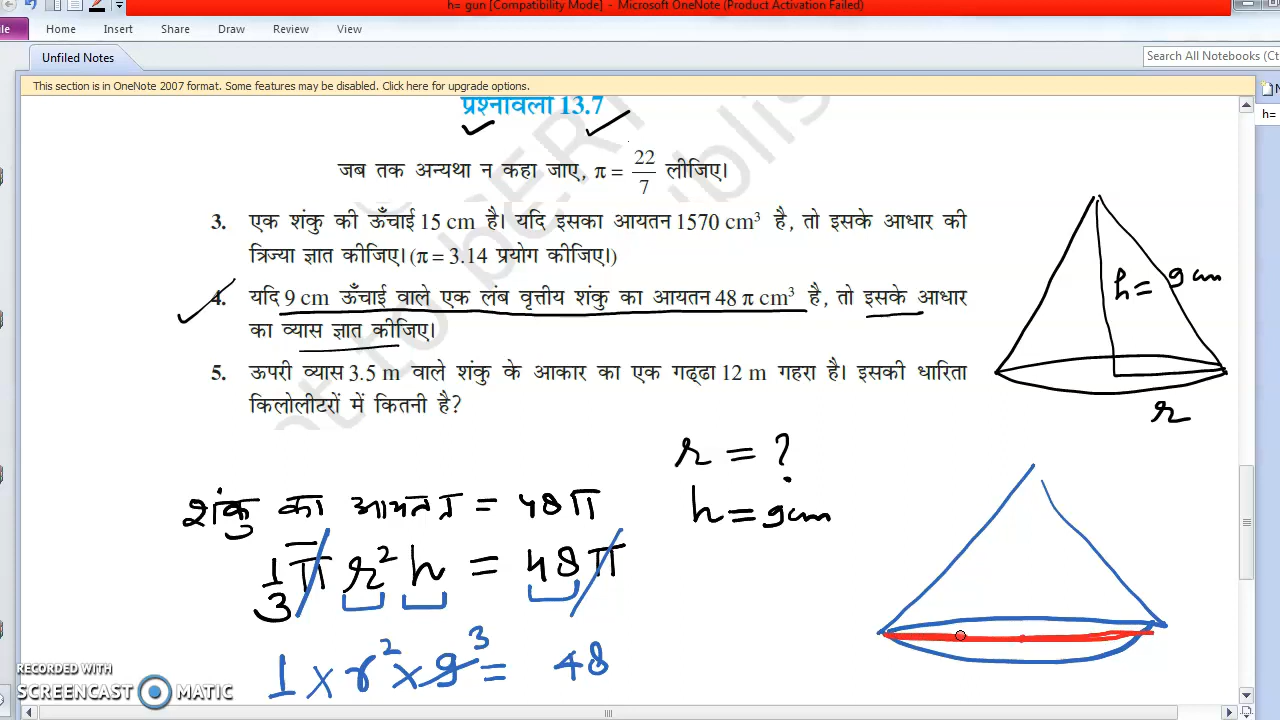 h= gun [Compatibility Mode] - Microsoft OneNote (Product Activation Failed)
Home Insert Share Draw Review View
Unfiled Notes
Search All Notebooks (Ct
This section is in OneNote 2007 format. Some features may be disabled. Click here for upgrade options.
h=
प्रश्नावली 13.7
जब तक अन्यथा न कहा जाए, π = 22/7 लीजिए।
3. एक शंकु की ऊँचाई 15 cm है। यदि इसका आयतन 1570 cm³ है, तो इसके आधार की
त्रिज्या ज्ञात कीजिए। (π = 3.14 प्रयोग कीजिए।)
4. यदि 9 cm ऊँचाई वाले एक लंब वृत्तीय शंकु का आयतन 48 π cm³ है, तो इसके आधार
का व्यास ज्ञात कीजिए।
5. ऊपरी व्यास 3.5 m वाले शंकु के आकार का एक गढ्ढा 12 m गहरा है। इसकी धारिता
किलोलीटरों में कितनी है?
h= 9 cm
r
r = ?
h = 9cm
शंकु का आयतन = 48π
1/3 π r² h = 48 π
1 × r² × 9 3 = 48
RECORDED WITH
SCREENCAST MATIC